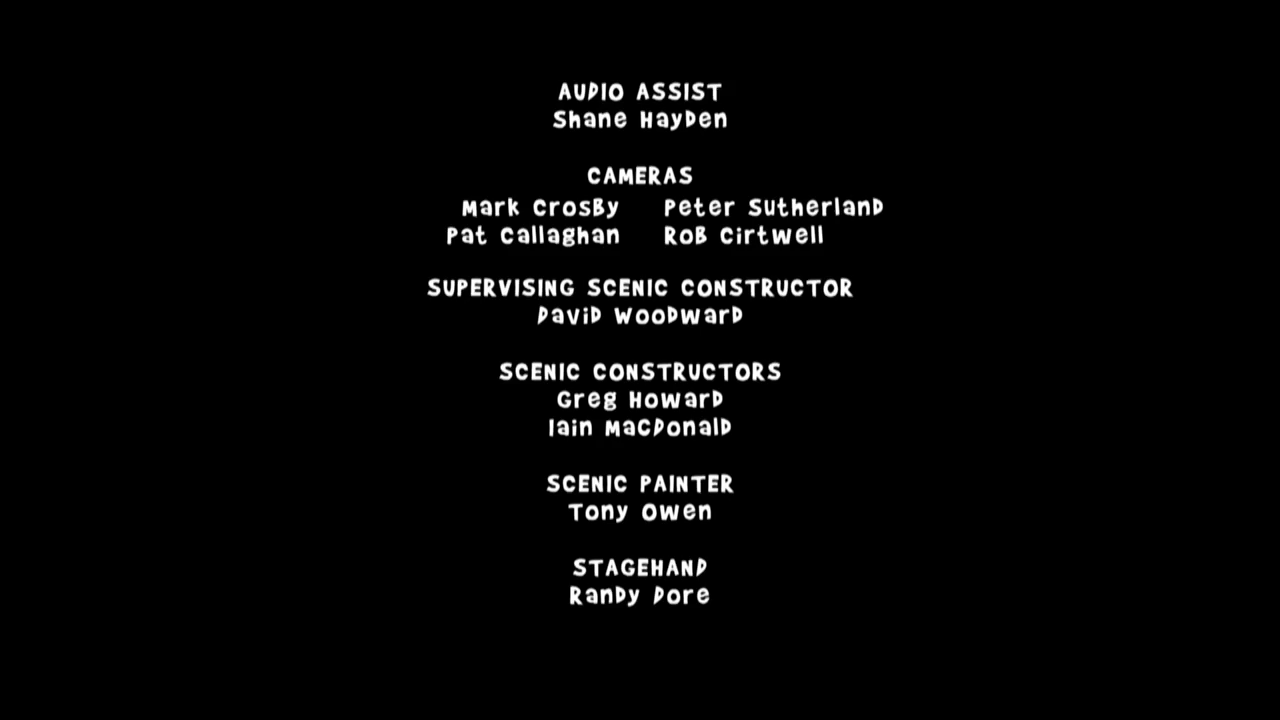 AUDIO ASSIST
Shane Hayden
CAMERAS
Mark Crosby Peter Sutherland
Pat Callaghan Rob Cirtwell
SUPERVISING SCENIC CONSTRUCTOR
David Woodward
SCENIC CONSTRUCTORS
Greg Howard
Iain MacDonald
SCENIC PAINTER
Tony Owen
STAGEHAND
Randy Dore